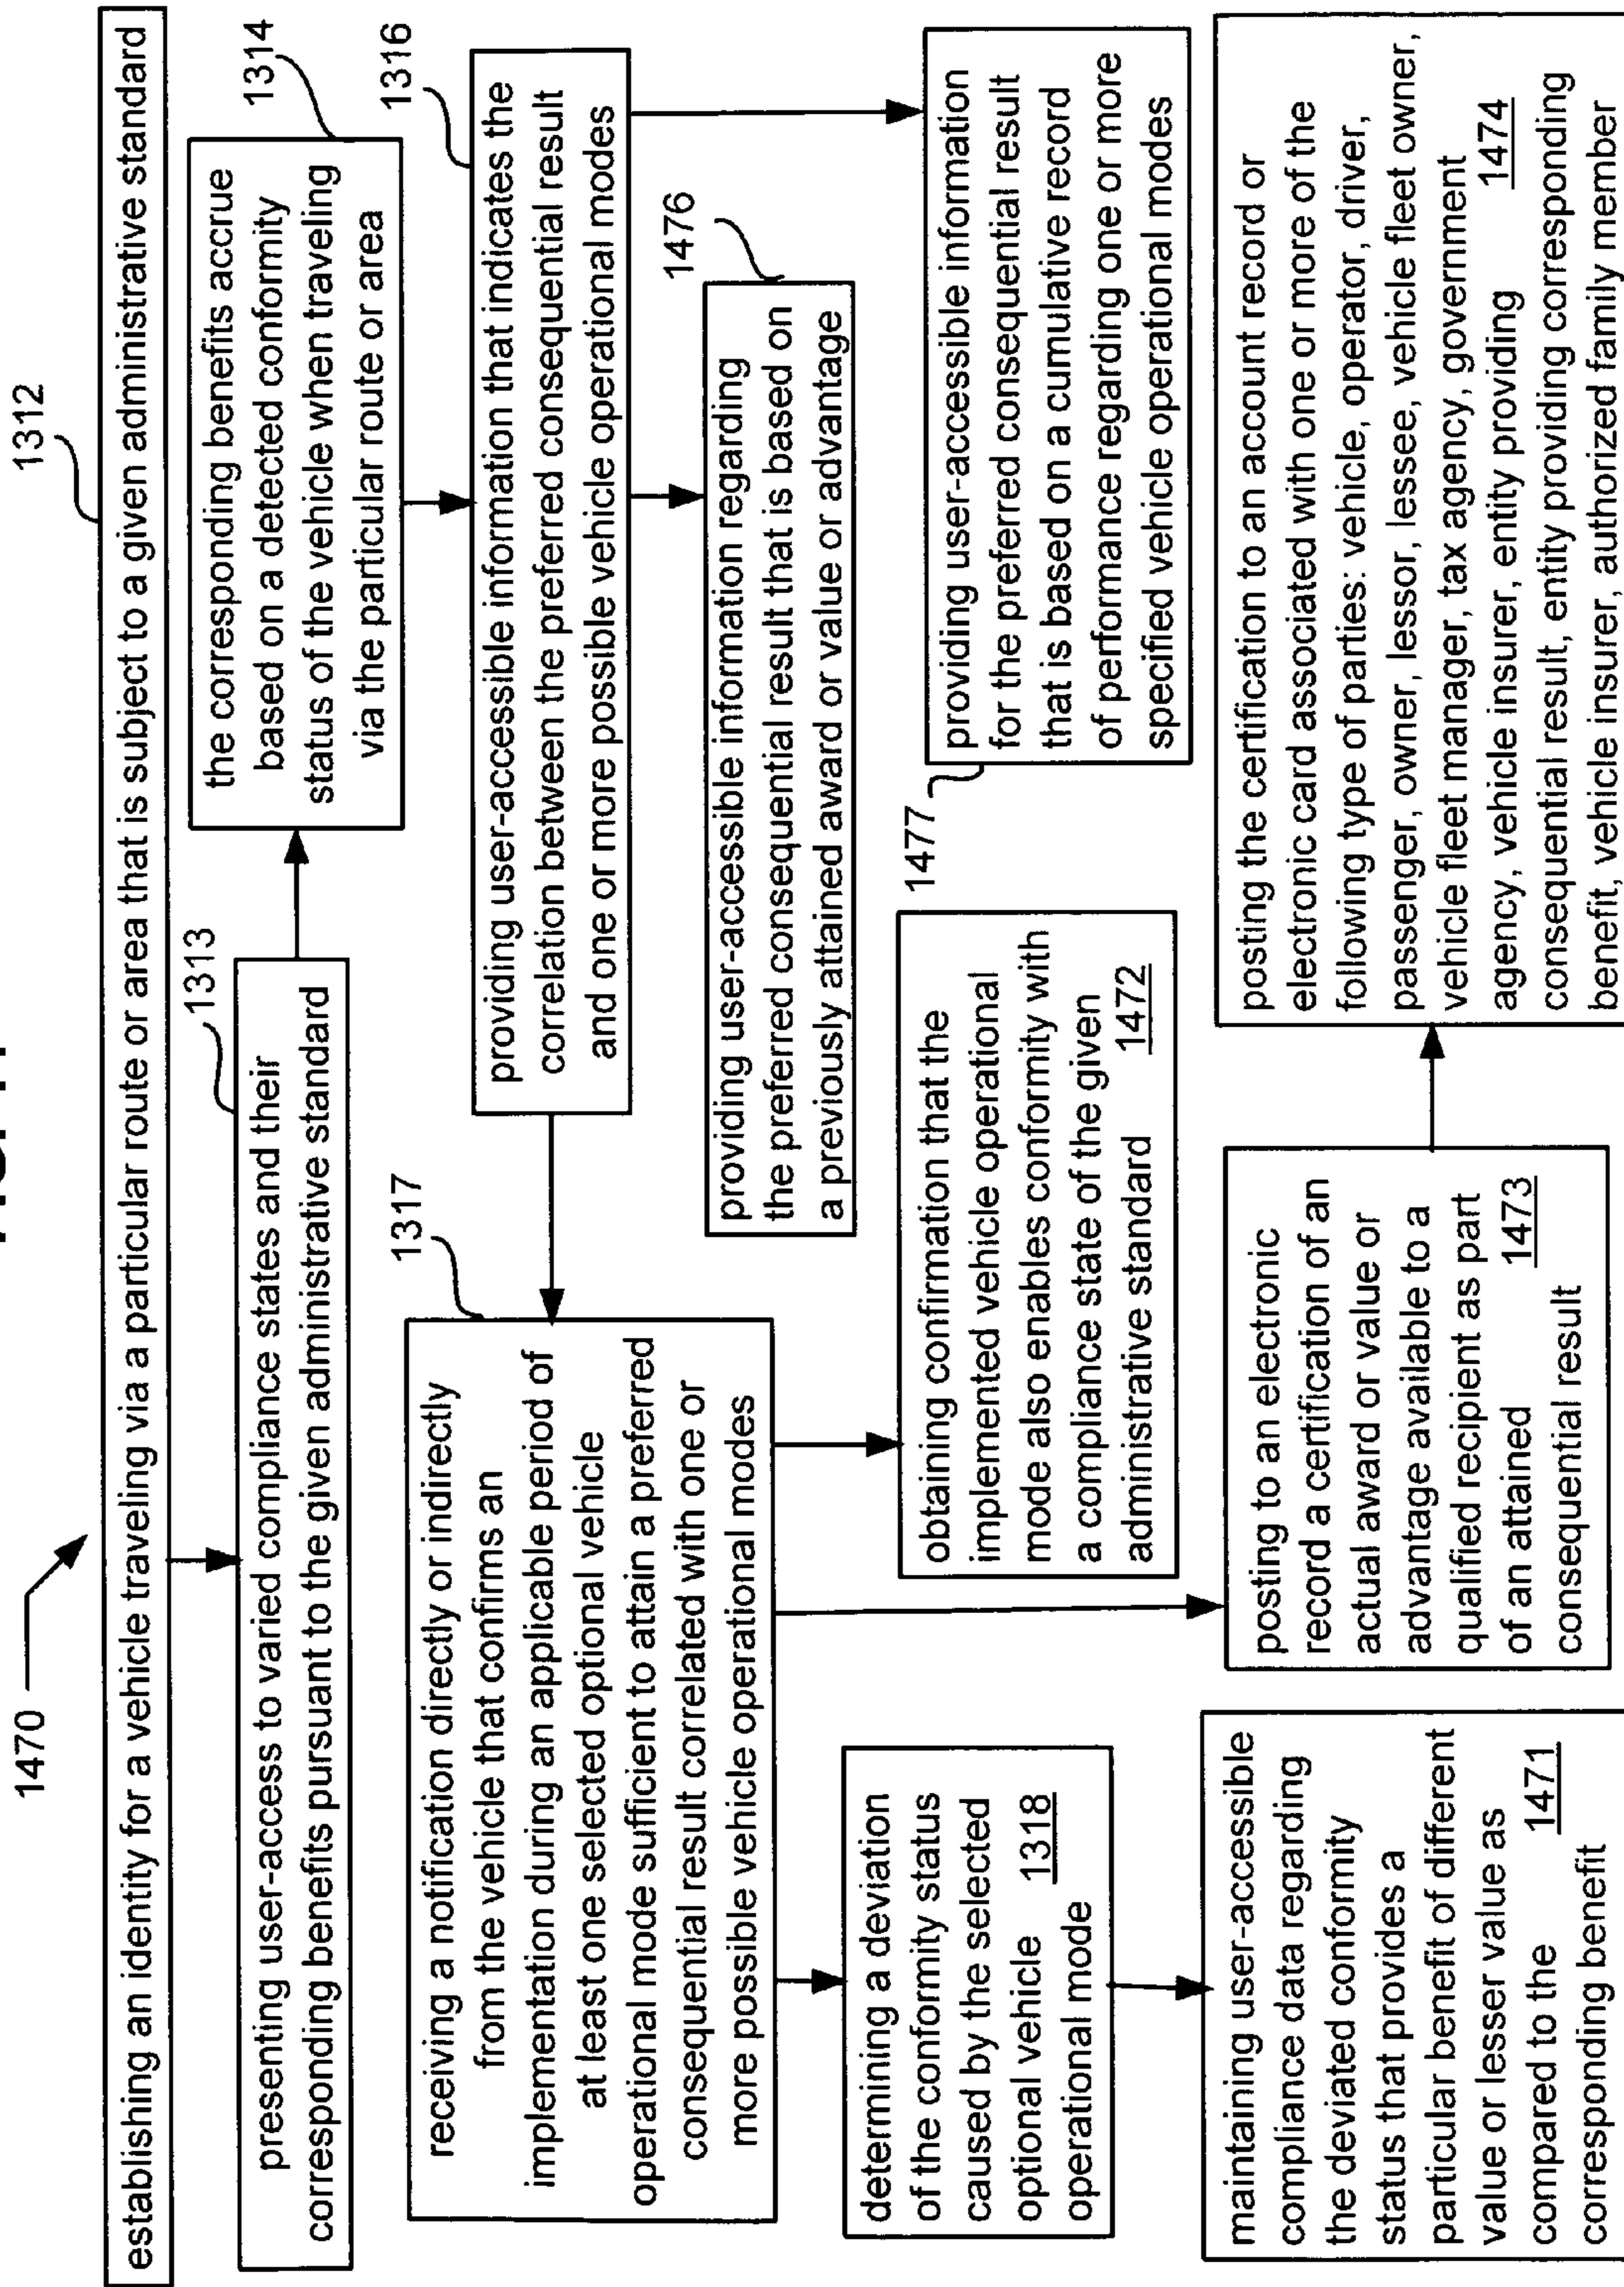 1470
1312
establishing an identity for a vehicle traveling via a particular route or area that is subject to a given administrative standard
1313
presenting user-access to varied compliance states and their
corresponding benefits pursuant to the given administrative standard
1314
the corresponding benefits accrue
based on a detected conformity
status of the vehicle when traveling
via the particular route or area
1316
providing user-accessible information that indicates the
correlation between the preferred consequential result
and one or more possible vehicle operational modes
1317
receiving a notification directly or indirectly
from the vehicle that confirms an
implementation during an applicable period of
at least one selected optional vehicle
operational mode sufficient to attain a preferred
consequential result correlated with one or
more possible vehicle operational modes
1476
providing user-accessible information regarding
the preferred consequential result that is based on
a previously attained award or value or advantage
determining a deviation
of the conformity status
caused by the selected
optional vehicle 1318
operational mode
obtaining confirmation that the
implemented vehicle operational
mode also enables conformity with
a compliance state of the given
administrative standard 1472
1477
providing user-accessible information
for the preferred consequential result
that is based on a cumulative record
of performance regarding one or more
specified vehicle operational modes
maintaining user-accessible
compliance data regarding
the deviated conformity
status that provides a
particular benefit of different
value or lesser value as
compared to the 1471
corresponding benefit
posting to an electronic
record a certification of an
actual award or value or
advantage available to a
qualified recipient as part
of an attained 1473
consequential result
posting the certification to an account record or
electronic card associated with one or more of the
following type of parties: vehicle, operator, driver,
passenger, owner, lessor, lessee, vehicle fleet owner,
vehicle fleet manager, tax agency, government
agency, vehicle insurer, entity providing 1474
consequential result, entity providing corresponding
benefit, vehicle insurer, authorized family member